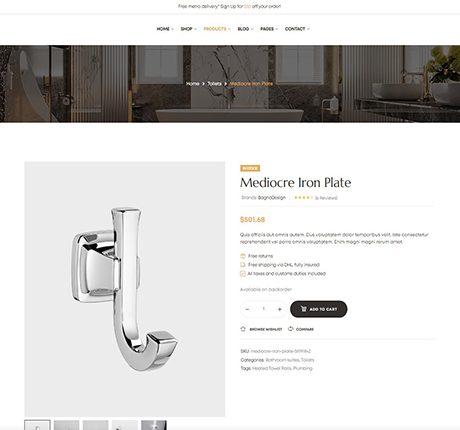 Free metro delivery* Sign Up for $50 off your order!
HOME SHOP PRODUCTS BLOG PAGES CONTACT
Home > Toilets > Mediocre Iron Plate
Mediocre Iron Plate
Brands: BagnoDesign (4 Reviews)
$501.68
Quia officiis aut omnis autem. Eius voluptatem dolor temporibus velit. Iste consectetur
reprehenderit vel porro omnis voluptatem. Enim magni magni rerum amet.
Free returns
Free shipping via DHL, fully insured
All taxes and customs duties included
Available on backorder
− 1 + ADD TO CART
BROWSE WISHLIST COMPARE
SKU: mediocre-iron-plate-
Categories: Bathroom suites, Toilets
Tags: Heated Towel Rails, Plumbing